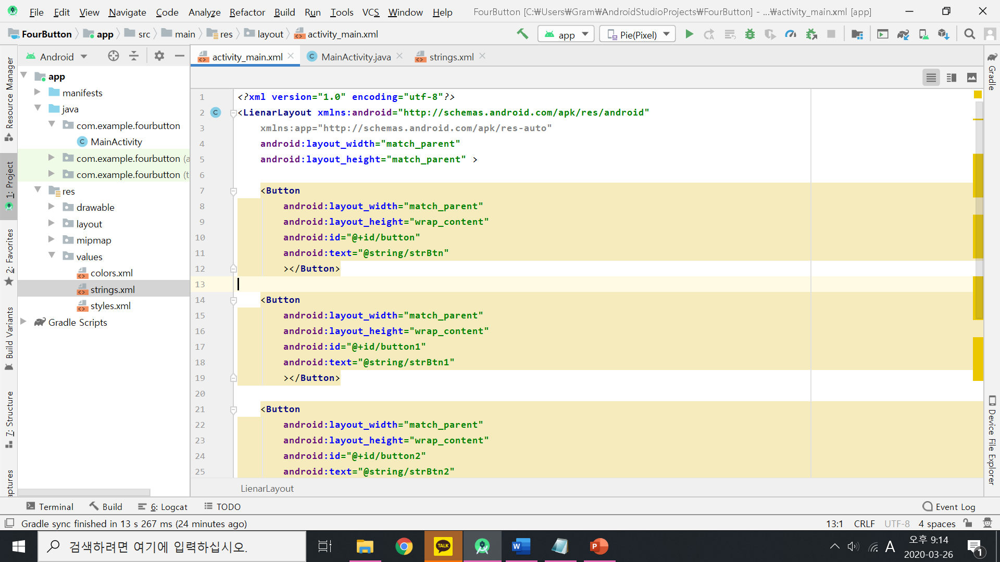 File Edit View Navigate Code Analyze Refactor Build Run Tools VCS Window Help FourButton [C:₩Users₩Gram₩AndroidStudioProjects₩FourButton] - ...₩activity_main.xml [app]
FourButton app src main res layout activity_main.xml app Pie(Pixel)
Android activity_main.xml MainActivity.java strings.xml
Resource Manager
1: Project
2: Favorites
Build Variants
7: Structure
aptures
app
manifests
java
com.example.fourbutton
MainActivity
com.example.fourbutton (a
com.example.fourbutton (t
res
drawable
layout
mipmap
values
colors.xml
strings.xml
styles.xml
Gradle Scripts
1 <?xml version="1.0" encoding="utf-8"?>
2 <LienarLayout xmlns:android="http://schemas.android.com/apk/res/android"
3 xmlns:app="http://schemas.android.com/apk/res-auto"
4 android:layout_width="match_parent"
5 android:layout_height="match_parent" >
6
7 <Button
8 android:layout_width="match_parent"
9 android:layout_height="wrap_content"
10 android:id="@+id/button"
11 android:text="@string/strBtn"
12 ></Button>
13
14 <Button
15 android:layout_width="match_parent"
16 android:layout_height="wrap_content"
17 android:id="@+id/button1"
18 android:text="@string/strBtn1"
19 ></Button>
20
21 <Button
22 android:layout_width="match_parent"
23 android:layout_height="wrap_content"
24 android:id="@+id/button2"
25 android:text="@string/strBtn2"
LienarLayout
Gradle
Device File Explorer
Terminal Build 6: Logcat TODO Event Log
Gradle sync finished in 13 s 267 ms (24 minutes ago) 13:1 CRLF UTF-8 4 spaces
검색하려면 여기에 입력하십시오. TALK W P A 오후 9:14
2020-03-26 1